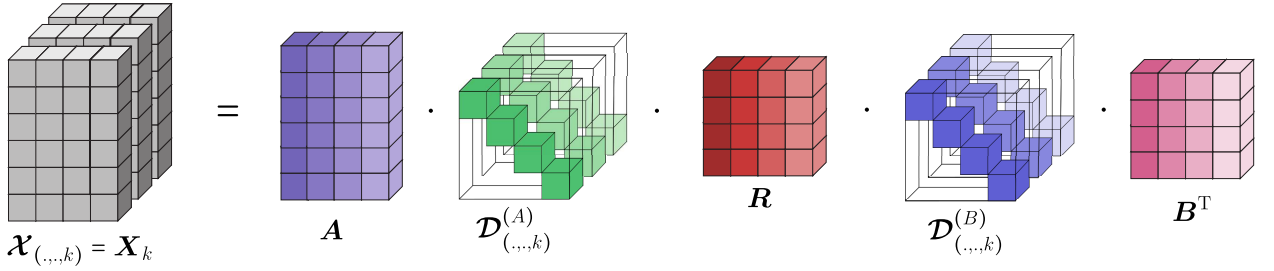 = · · · ·
𝓧(.,.,k) = X_k A 𝓓^(A)_(.,.,k) R 𝓓^(B)_(.,.,k) B^T